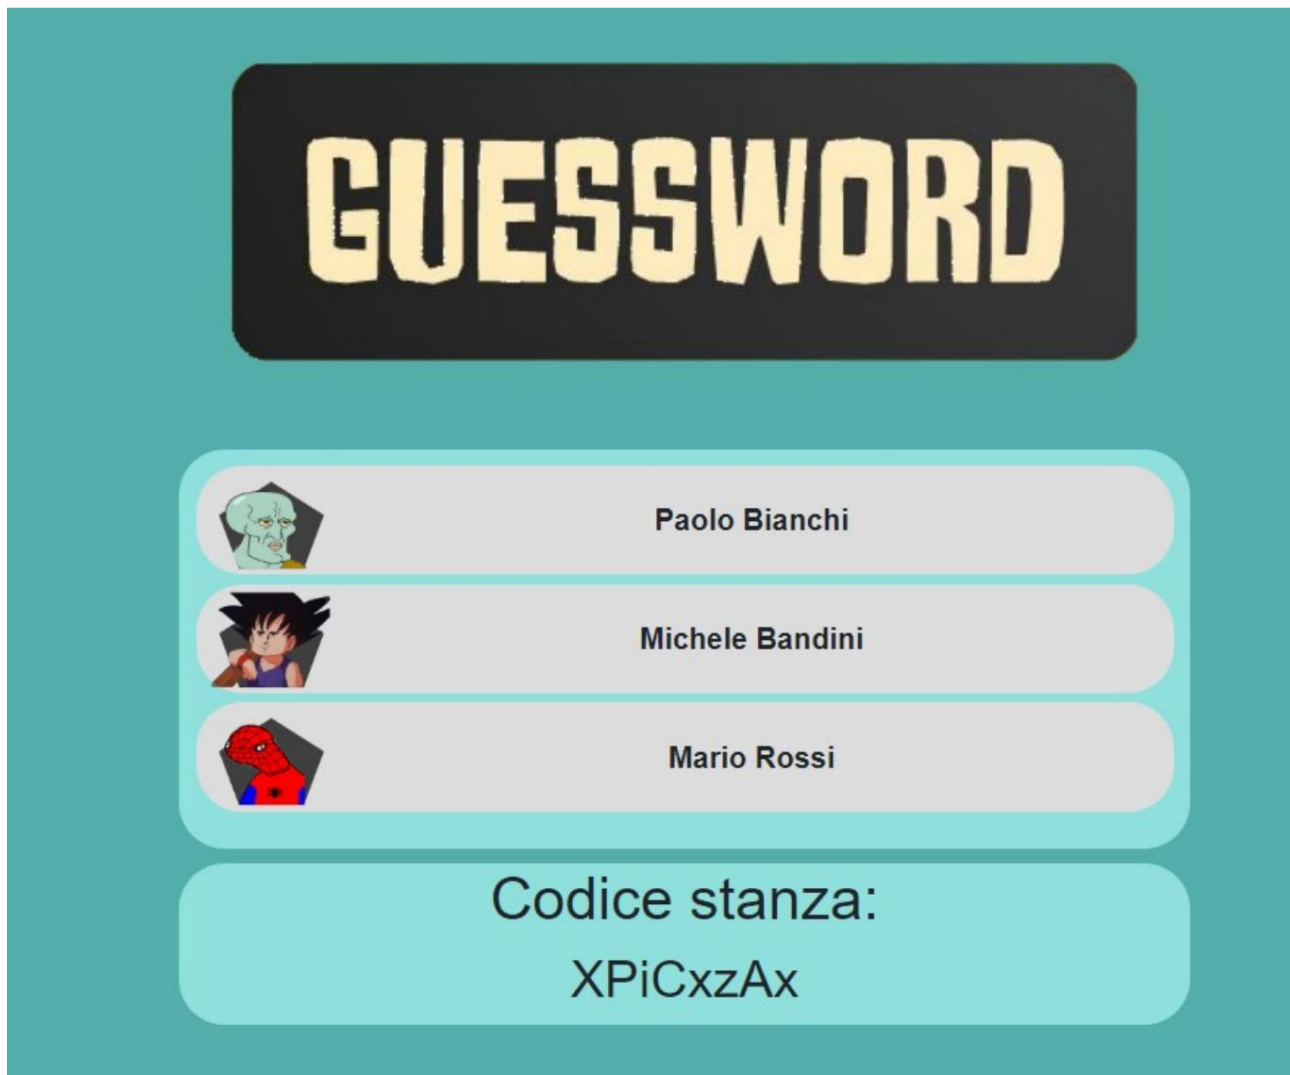 GUESSWORD
Paolo Bianchi
Michele Bandini
Mario Rossi
Codice stanza:
XPiCxzAx